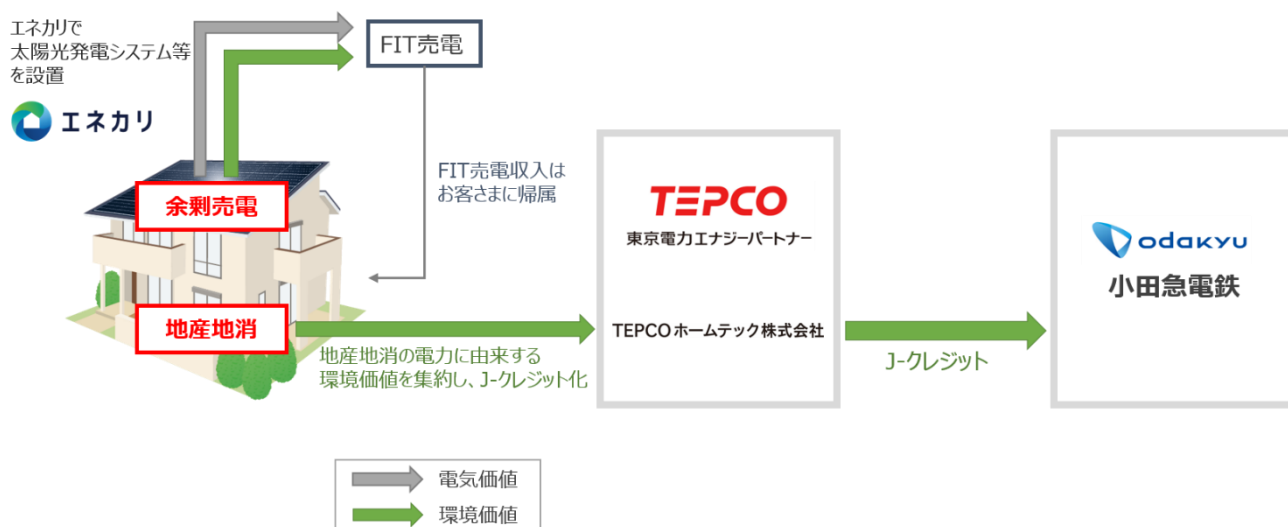 エネカリで
太陽光発電システム等
を設置
エネカリ
FIT売電
FIT売電収入は
お客さまに帰属
余剰売電
地産地消
地産地消の電力に由来する
環境価値を集約し、J-クレジット化
TEPCO
東京電力エナジーパートナー
TEPCOホームテック株式会社
J-クレジット
odakyu
小田急電鉄
電気価値
環境価値